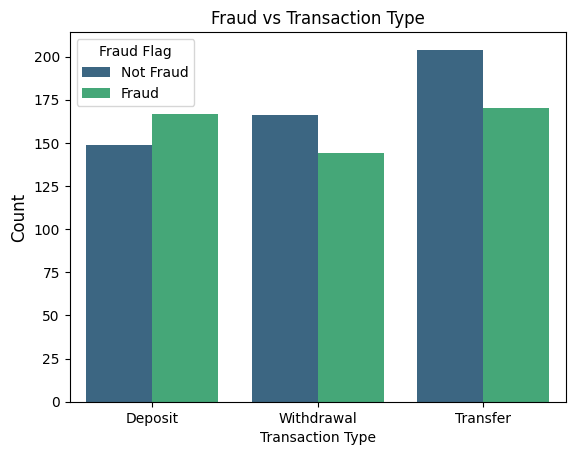 Fraud vs Transaction Type
Fraud Flag
Not Fraud
Fraud
Count
200
175
150
125
100
75
50
25
0
Deposit
Withdrawal
Transfer
Transaction Type